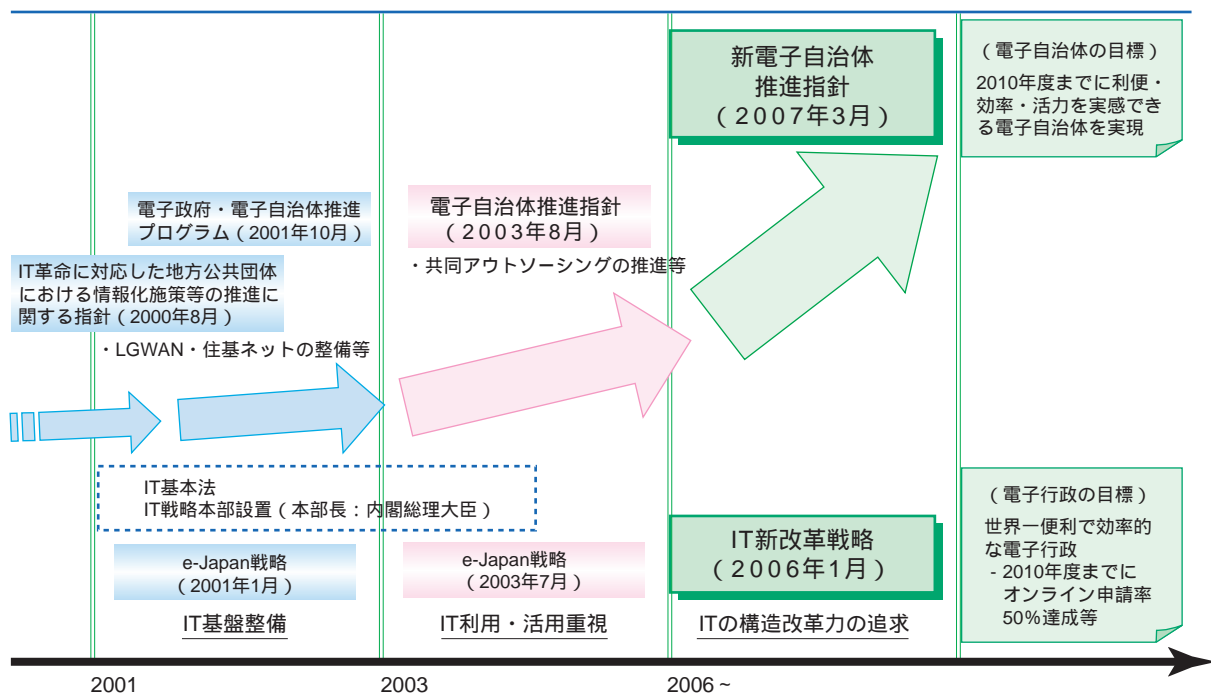 新電子自治体
推進指針
(2007年3月)
(電子自治体の目標)
2010年度までに利便・
効率・活力を実感でき
る電子自治体を実現
電子政府・電子自治体推進
プログラム(2001年10月)
電子自治体推進指針
(2003年8月)
・共同アウトソーシングの推進等
IT革命に対応した地方公共団体
における情報化施策等の推進に
関する指針(2000年8月)
・LGWAN・住基ネットの整備等
IT基本法
IT戦略本部設置(本部長:内閣総理大臣)
e-Japan戦略
(2001年1月)
IT基盤整備
e-Japan戦略
(2003年7月)
IT利用・活用重視
IT新改革戦略
(2006年1月)
ITの構造改革力の追求
(電子行政の目標)
世界一便利で効率的
な電子行政
- 2010年度までに
オンライン申請率
50%達成等
2001
2003
2006 ~